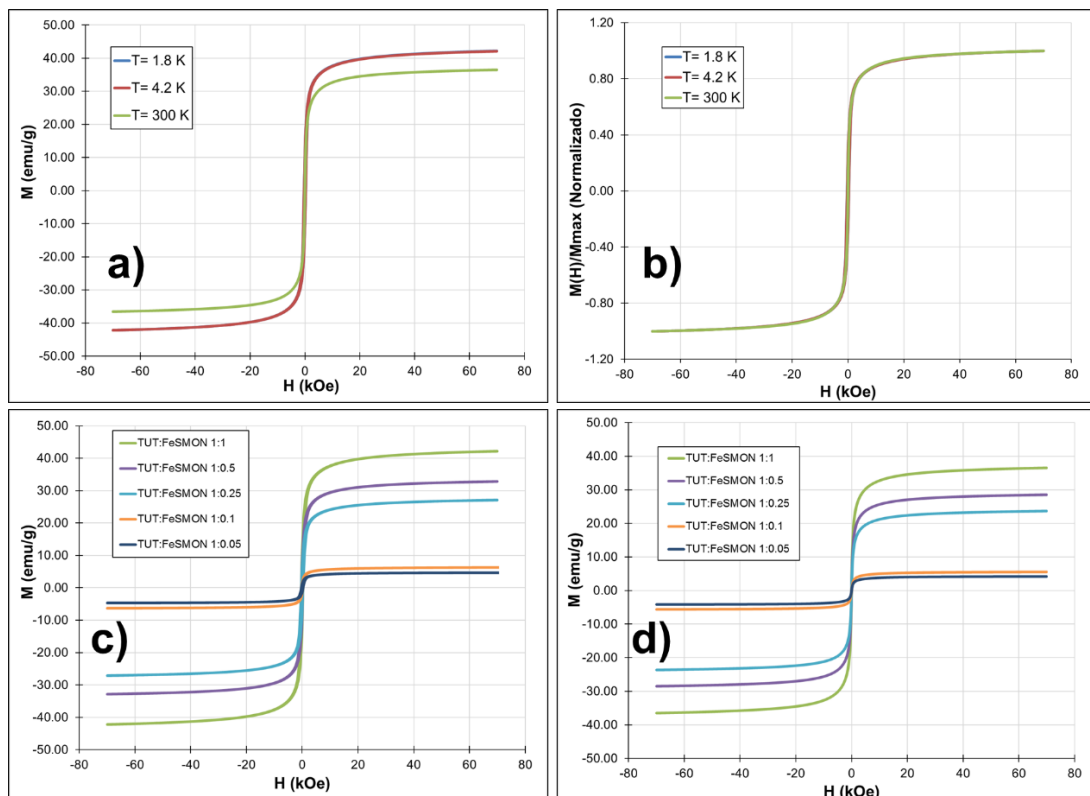 50.00
40.00
30.00
20.00
10.00
0.00
-10.00
-20.00
-30.00
-40.00
-50.00
M (emu/g)
T= 1.8 K
T= 4.2 K
T= 300 K
a)
-80 -60 -40 -20 0 20 40 60 80
H (kOe)
1.20
0.80
0.40
0.00
-0.40
-0.80
-1.20
M(H)/Mmax (Normalizado)
T= 1.8 K
T= 4.2 K
T= 300 K
b)
-80 -60 -40 -20 0 20 40 60 80
H (kOe)
50.00
40.00
30.00
20.00
10.00
0.00
-10.00
-20.00
-30.00
-40.00
-50.00
M (emu/g)
TUT:FeSMON 1:1
TUT:FeSMON 1:0.5
TUT:FeSMON 1:0.25
TUT:FeSMON 1:0.1
TUT:FeSMON 1:0.05
c)
-80 -60 -40 -20 0 20 40 60 80
H (kOe)
50.00
40.00
30.00
20.00
10.00
0.00
-10.00
-20.00
-30.00
-40.00
-50.00
M (emu/g)
TUT:FeSMON 1:1
TUT:FeSMON 1:0.5
TUT:FeSMON 1:0.25
TUT:FeSMON 1:0.1
TUT:FeSMON 1:0.05
d)
-80 -60 -40 -20 0 20 40 60 80
H (kOe)